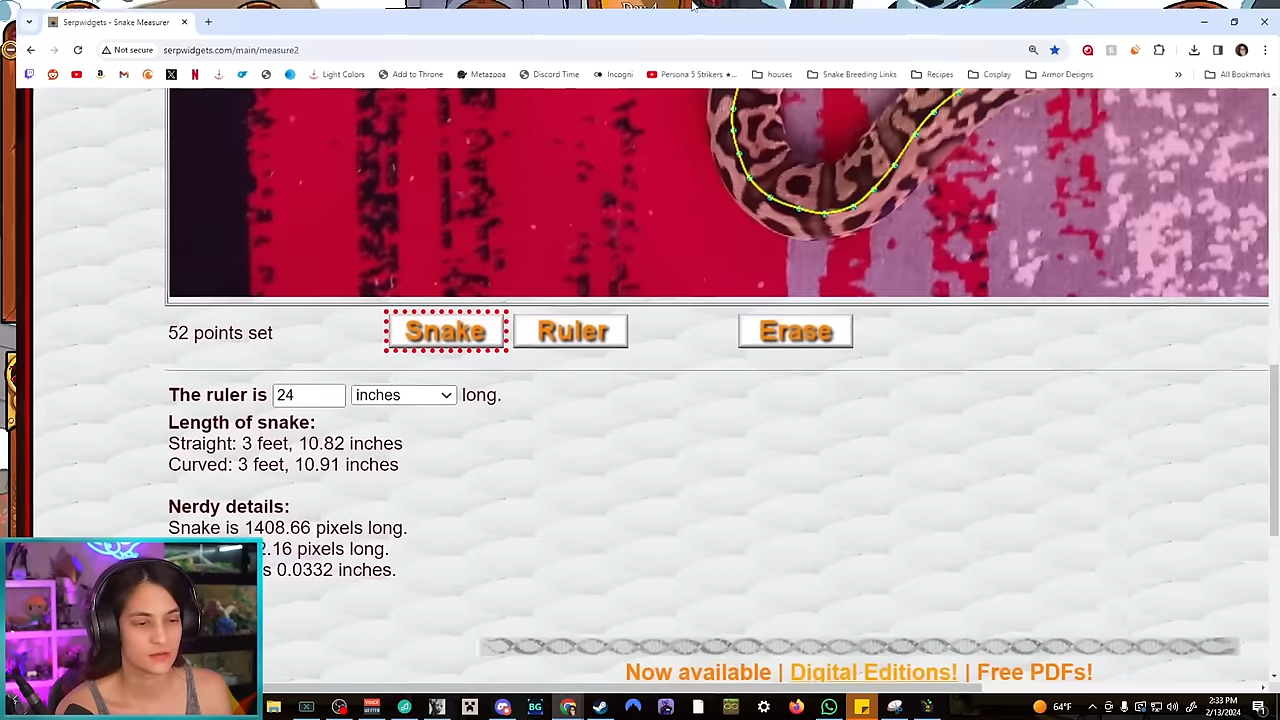 Day 4
Serpwidgets - Snake Measurer
Not secure serpwidgets.com/main/measure2
Light Colors Add to Throne Metazooa Discord Time Incogni Persona 5 Strikers ★... houses Snake Breeding Links Recipes Cosplay Armor Designs » All Bookmarks
52 points set Snake Ruler Erase
The ruler is 24 inches long.
Length of snake:
Straight: 3 feet, 10.82 inches
Curved: 3 feet, 10.91 inches
Nerdy details:
Snake is 1408.66 pixels long.
2.16 pixels long.
s 0.0332 inches.
Now available | Digital Editions! | Free PDFs!
64°
2:33 PM
2/13/2024